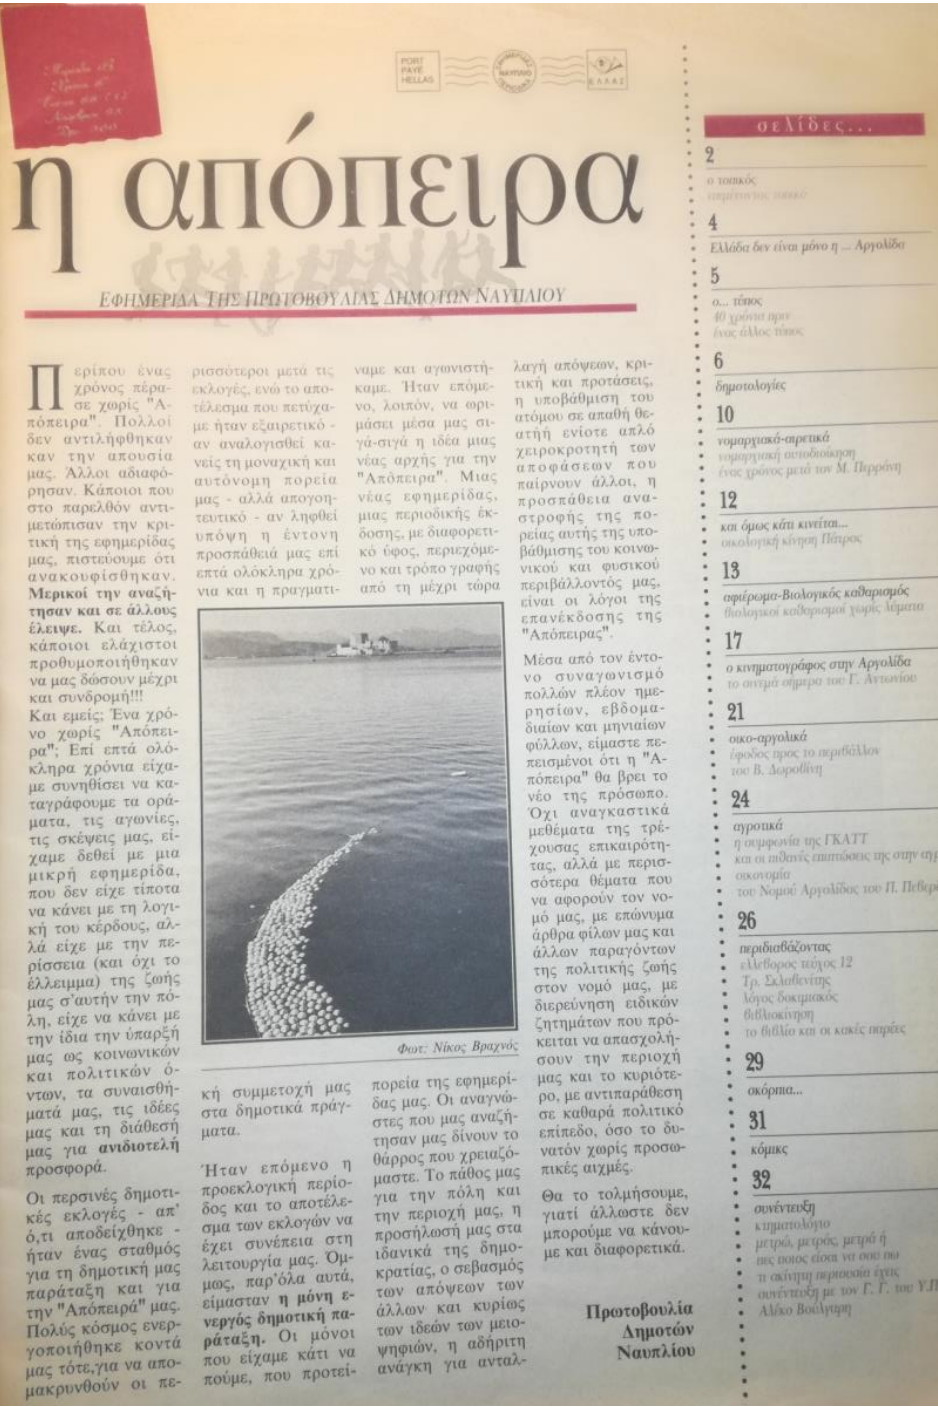 PORT
PAYE
HELLAS
ΝΑΥΠΛΙΟ
ΕΛΛΑΣ
η απόπειρα
ΕΦΗΜΕΡΙΔΑ ΤΗΣ ΠΡΩΤΟΒΟΥΛΙΑΣ ΔΗΜΟΤΩΝ ΝΑΥΠΛΙΟΥ
Περίπου ένας
χρόνος πέρα-
σε χωρίς "Α-
πόπειρα". Πολλοί
δεν αντιλήφθηκαν
καν την απουσία
μας. Άλλοι αδιαφό-
ρησαν. Κάποιοι που
στο παρελθόν αντι-
μετώπισαν την κρι-
τική της εφημερίδας
μας, πιστεύουμε ότι
ανακουφίσθηκαν.
Μερικοί την αναζή-
τησαν και σε άλλους
έλειψε. Και τέλος,
κάποιοι ελάχιστοι
προθυμοποιήθηκαν
να μας δώσουν μέχρι
και συνδρομή!!!
Και εμείς; Ένα χρό-
νο χωρίς "Απόπει-
ρα"; Επί επτά ολό-
κληρα χρόνια είχα-
με συνηθίσει να κα-
ταγράφουμε τα ορά-
ματα, τις αγωνίες,
τις σκέψεις μας, εί-
χαμε δεθεί με μια
μικρή εφημερίδα,
που δεν είχε τίποτα
να κάνει με τη λογι-
κή του κέρδους, αλ-
λά είχε με την πε-
ρίσσεια (και όχι το
έλλειμμα) της ζωής
μας σ'αυτήν την πό-
λη, είχε να κάνει με
την ίδια την ύπαρξή
μας ως κοινωνικών
και πολιτικών ό-
ντων, τα συναισθή-
ματά μας, τις ιδέες
μας και τη διάθεσή
μας για ανιδιοτελή
προσφορά.
Οι περσινές δημοτι-
κές εκλογές - απ'
ό,τι αποδείχθηκε -
ήταν ένας σταθμός
για τη δημοτική μας
παράταξη και για
την "Απόπειρά" μας.
Πολύς κόσμος ενερ-
γοποιήθηκε κοντά
μας τότε,για να απο-
μακρυνθούν οι πε-
ρισσότεροι μετά τις
εκλογές, ενώ το απο-
τέλεσμα που πετύχα-
με ήταν εξαιρετικό -
αν αναλογισθεί κα-
νείς τη μοναχική και
αυτόνομη πορεία
μας - αλλά απογοη-
τευτικό - αν ληφθεί
υπόψη η έντονη
προσπάθειά μας επί
επτά ολόκληρα χρό-
νια και η πραγματι-
κή συμμετοχή μας
στα δημοτικά πράγ-
ματα.
Ήταν επόμενο η
προεκλογική περίο-
δος και το αποτέλε-
σμα των εκλογών να
έχει συνέπεια στη
λειτουργία μας. Όμ-
μως, παρ'όλα αυτά,
είμασταν η μόνη ε-
νεργός δημοτική πα-
ράταξη. Οι μόνοι
που είχαμε κάτι να
πούμε, που προτεί-
ναμε και αγωνιστή-
καμε. Ήταν επόμε-
νο, λοιπόν, να ωρι-
μάσει μέσα μας σι-
γά-σιγά η ιδέα μιας
νέας αρχής για την
"Απόπειρα". Μιας
νέας εφημερίδας,
μιας περιοδικής έκ-
δοσης, με διαφορετι-
κό ύφος, περιεχόμε-
νο και τρόπο γραφής
από τη μέχρι τώρα
Φωτ: Νίκος Βραχνός
πορεία της εφημερί-
δας μας. Οι αναγνώ-
στες που μας αναζή-
τησαν μας δίνουν το
θάρρος που χρειαζό-
μαστε. Το πάθος μας
για την πόλη και
την περιοχή μας, η
προσήλωσή μας στα
ιδανικά της δημο-
κρατίας, ο σεβασμός
των απόψεων των
άλλων και κυρίως
των ιδεών των μειο-
ψηφιών, η αδήριτη
ανάγκη για ανταλ-
λαγή απόψεων, κρι-
τική και προτάσεις,
η υποβάθμιση του
ατόμου σε απαθή θε-
ατήή ενίοτε απλό
χειροκροτητή των
αποφάσεων που
παίρνουν άλλοι, η
προσπάθεια ανα-
στροφής της πο-
ρείας αυτής της υπο-
βάθμισης του κοινω-
νικού και φυσικού
περιβάλλοντός μας,
είναι οι λόγοι της
επανέκδοσης της
"Απόπειρας".
Μέσα από τον έντο-
νο συναγωνισμό
πολλών πλέον ημε-
ρησίων, εβδομα-
διαίων και μηνιαίων
φύλλων, είμαστε πε-
πεισμένοι ότι η "Α-
πόπειρα" θα βρει το
νέο της πρόσωπο.
Όχι αναγκαστικά
μεθέματα της τρέ-
χουσας επικαιρότη-
τας, αλλά με περισ-
σότερα θέματα που
να αφορούν τον νο-
μό μας, με επώνυμα
άρθρα φίλων μας και
άλλων παραγόντων
της πολιτικής ζωής
στον νομό μας, με
διερεύνηση ειδικών
ζητημάτων που πρό-
κειται να απασχολή-
σουν την περιοχή
μας και το κυριότε-
ρο, με αντιπαράθεση
σε καθαρά πολιτικό
επίπεδο, όσο το δυ-
νατόν χωρίς προσω-
πικές αιχμές.
Θα το τολμήσουμε,
γιατί άλλωστε δεν
μπορούμε να κάνου-
με και διαφορετικά.
Πρωτοβουλία
Δημοτών
Ναυπλίου
σελίδες...
2
ο τοπικός
4
Ελλάδα δεν είναι μόνο η ... Αργολίδα
5
ο... τύπος
40 χρόνια πριν
ένας άλλος τύπος
6
δημοτολογίες
10
νομαρχιακά-αιρετικά
νομαρχιακή αυτοδιοίκηση
ένας χρόνος μετά τον Μ. Περράνη
12
και όμως κάτι κινείται...
οικολογική κίνηση Πάτρας
13
αφιέρωμα-Βιολογικός καθαρισμός
βιολογικοί καθαρισμοί χωρίς λύματα
17
ο κινηματογράφος στην Αργολίδα
το σινεμά σήμερα του Γ. Αντωνίου
21
οικο-αργολικά
έφοδος προς το περιβάλλον
του Β. Δωροβίνη
24
αγροτικά
η συμφωνία της ΓΚΑΤΤ
και οι πιθανές επιπτώσεις της στην αγρ
οικονομία
του Νομού Αργολίδος του Π. Πεβερ
26
περιδιαβάζοντας
ελλέβορος τεύχος 12
Τρ. Σκλαβενίτης
λόγος δοκιμιακός
βιβλιοκίνηση
το βιβλίο και οι κακές παρέες
29
σκόρπια...
31
κόμικς
32
συνέντευξη
κτηματολόγιο
μετρώ, μετρός, μετρά ή
πες ποιος είσαι να σου πω
τι ακίνητη περιουσία έχεις
συνέντευξη με τον Γ. Γ. του Υ.Π
Αλέκο Βούλγαρη